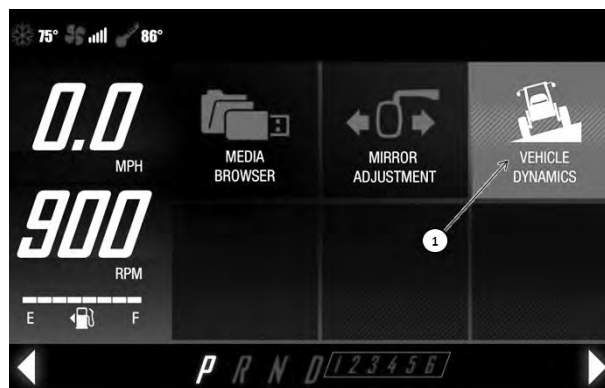 75° 86°
0.0
MPH
900
RPM
E F
MEDIA
BROWSER
MIRROR
ADJUSTMENT
VEHICLE
DYNAMICS
1
P R N D 1 2 3 4 5 6